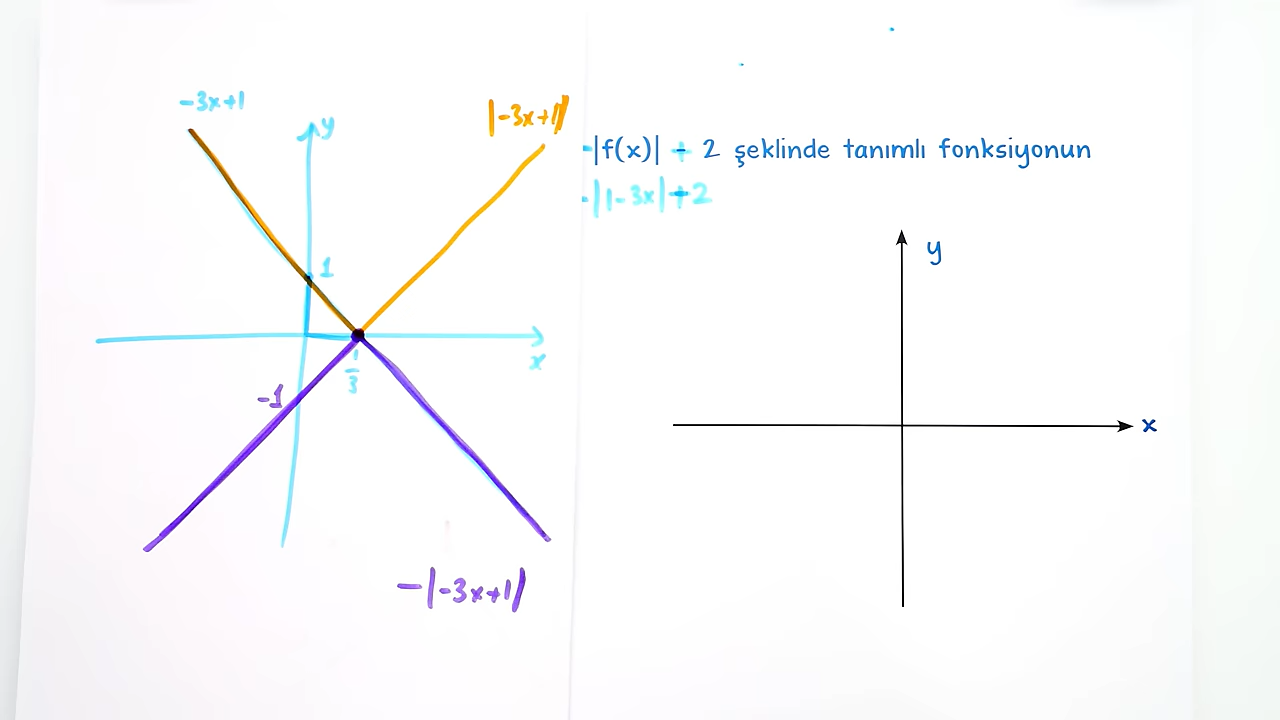 -3x+1
|-3x+1|
y
1
x
1/3
-1
-|-3x+1|
-|f(x)| + 2 şeklinde tanımlı fonksiyonun
-|1-3x|+2
y
x